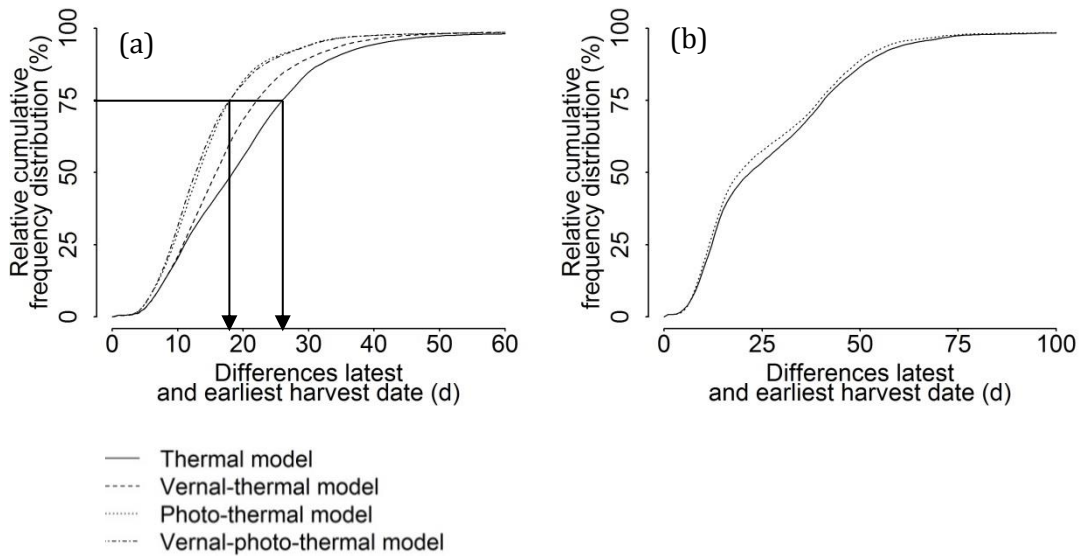 (a)
Relative cumulative
frequency distribution (%)
100
75
50
25
0
0 10 20 30 40 50 60
Differences latest
and earliest harvest date (d)
(b)
Relative cumulative
frequency distribution (%)
100
75
50
25
0
0 25 50 75 100
Differences latest
and earliest harvest date (d)
Thermal model
Vernal-thermal model
Photo-thermal model
Vernal-photo-thermal model